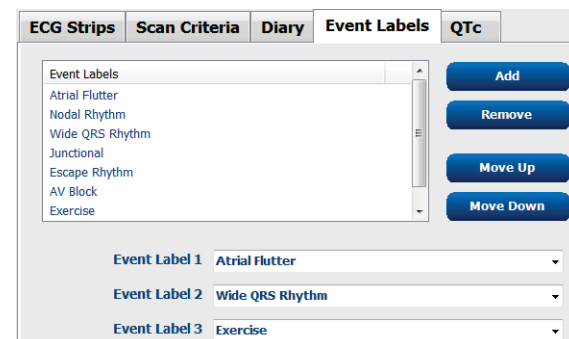 ECG Strips Scan Criteria Diary Event Labels QTc
Event Labels
Atrial Flutter
Nodal Rhythm
Wide QRS Rhythm
Junctional
Escape Rhythm
AV Block
Exercise
Add
Remove
Move Up
Move Down
Event Label 1 Atrial Flutter
Event Label 2 Wide QRS Rhythm
Event Label 3 Exercise